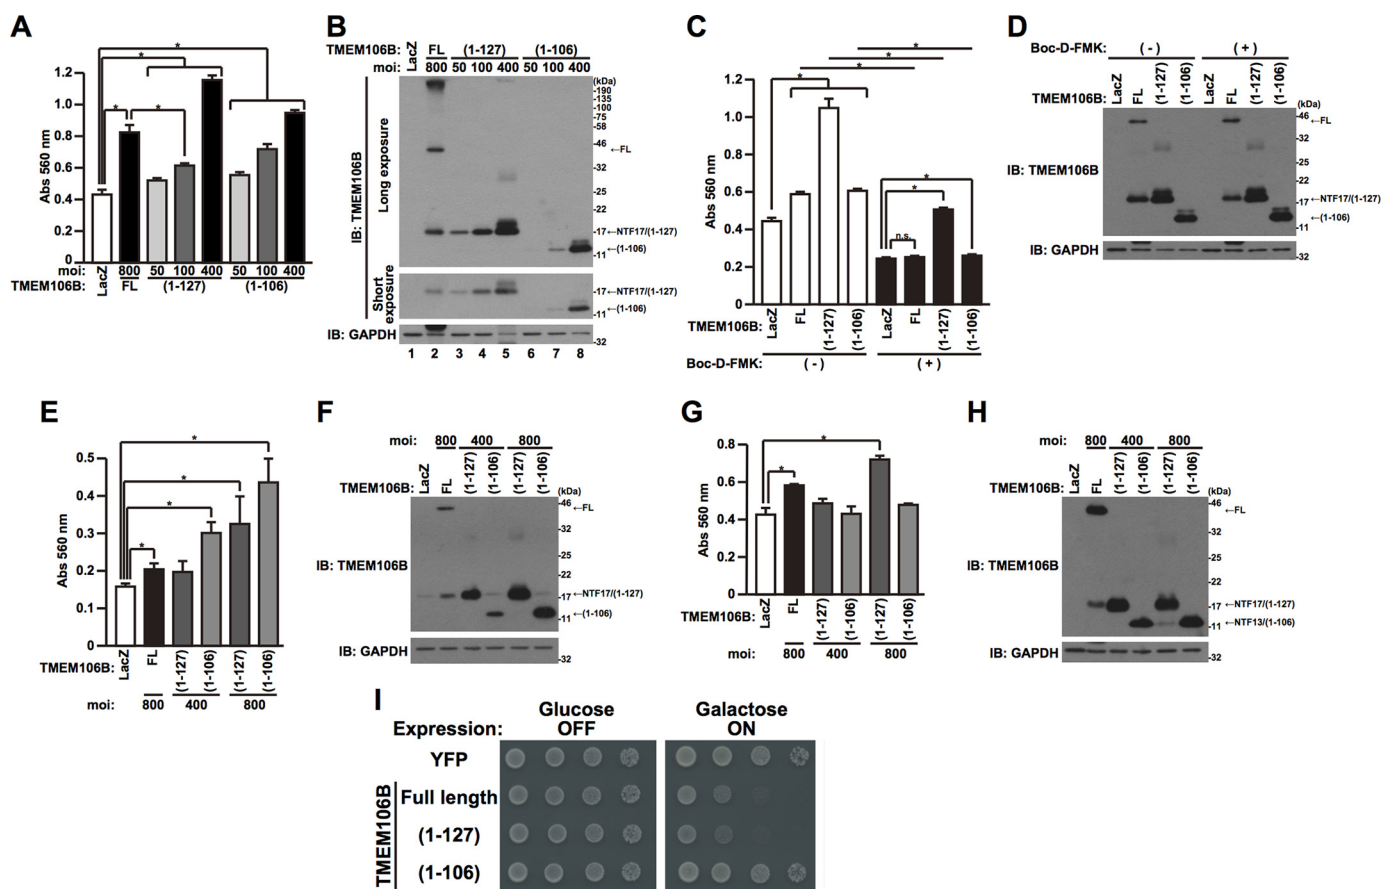 A
Abs 560 nm
1.2
1.0
0.8
0.6
0.4
0.2
0
* * * * *
moi: 800 50 100 400 50 100 400
TMEM106B: LacZ FL (1-127) (1-106)
B
TMEM106B: LacZ FL (1-127) (1-106)
moi: 800 50 100 400 50 100 400
(kDa)
-190
-135
-100
-75
-58
-46 ←FL
-32
-25
-22
-17 ←NTF17/(1-127)
-11 ←(1-106)
IB: TMEM106B
Long exposure
Short exposure
-17 ←NTF17/(1-127)
-11 ←(1-106)
IB: GAPDH
-32
1 2 3 4 5 6 7 8
C
Abs 560 nm
1.2
1.0
0.8
0.6
0.4
0.2
0
* * * * * * n.s.
TMEM106B: LacZ FL (1-127) (1-106) LacZ FL (1-127) (1-106)
Boc-D-FMK: (-) (+)
D
Boc-D-FMK: (-) (+)
TMEM106B: LacZ FL (1-127) (1-106) LacZ FL (1-127) (1-106)
(kDa)
-46 ←FL
-32
-25
-22
-17 ←NTF17/(1-127)
-11 ←(1-106)
IB: TMEM106B
IB: GAPDH
-32
E
Abs 560 nm
0.5
0.4
0.3
0.2
0.1
0
* * * *
TMEM106B: LacZ FL (1-127) (1-106) (1-127) (1-106)
moi: 800 400 800
F
moi: 800 400 800
TMEM106B: LacZ FL (1-127) (1-106) (1-127) (1-106)
(kDa)
-46 ←FL
-32
-25
-22
-17 ←NTF17/(1-127)
-11 ←(1-106)
IB: TMEM106B
IB: GAPDH
-32
G
Abs 560 nm
0.8
0.6
0.4
0.2
0
* *
TMEM106B: LacZ FL (1-127) (1-106) (1-127) (1-106)
moi: 800 400 800
H
moi: 800 400 800
TMEM106B: LacZ FL (1-127) (1-106) (1-127) (1-106)
(kDa)
-46 ←FL
-32
-25
-22
-17 ←NTF17/(1-127)
-11 ←NTF13/(1-106)
IB: TMEM106B
IB: GAPDH
-32
I
Glucose Galactose
Expression: OFF ON
YFP
TMEM106B
Full length
(1-127)
(1-106)